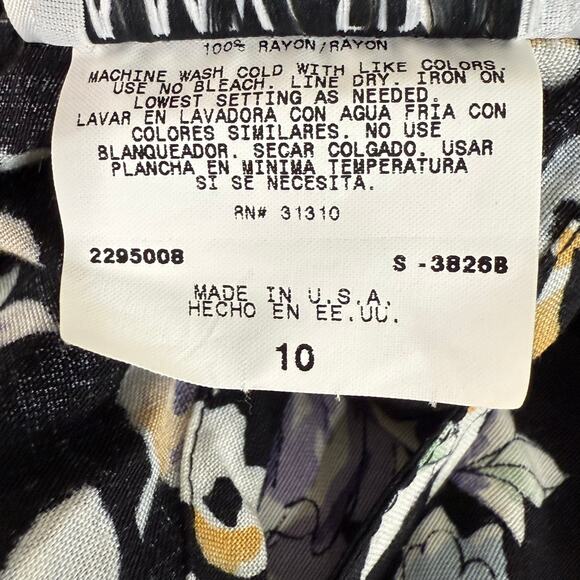 100% RAYON/RAYON
MACHINE WASH COLD WITH LIKE COLORS.
USE NO BLEACH. LINE DRY. IRON ON
LOWEST SETTING AS NEEDED.
LAVAR EN LAVADORA CON AGUA FRIA CON
COLORES SIMILARES. NO USE
BLANQUEADOR. SECAR COLGADO. USAR
PLANCHA EN MINIMA TEMPERATURA
SI SE NECESITA.
RN# 31310
2295008 S -3826B
MADE IN U.S.A.
HECHO EN EE.UU.
10